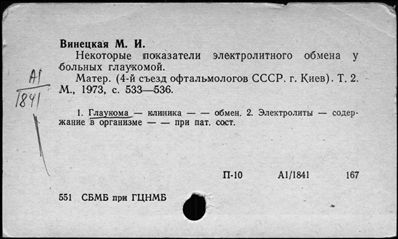 Винецкая М. И.
Некоторые показатели электролитного обмена у
больных глаукомой.
А1
1841
Матер. (4-й съезд офтальмологов СССР. г. Киев). Т. 2.
М., 1973, с. 533—536.
1. Глаукома — клиника — — обмен. 2. Электролиты — содер-
жание в организме — — при пат. сост.
П-10 А1/1841 167
551 СБМБ при ГЦНМБ